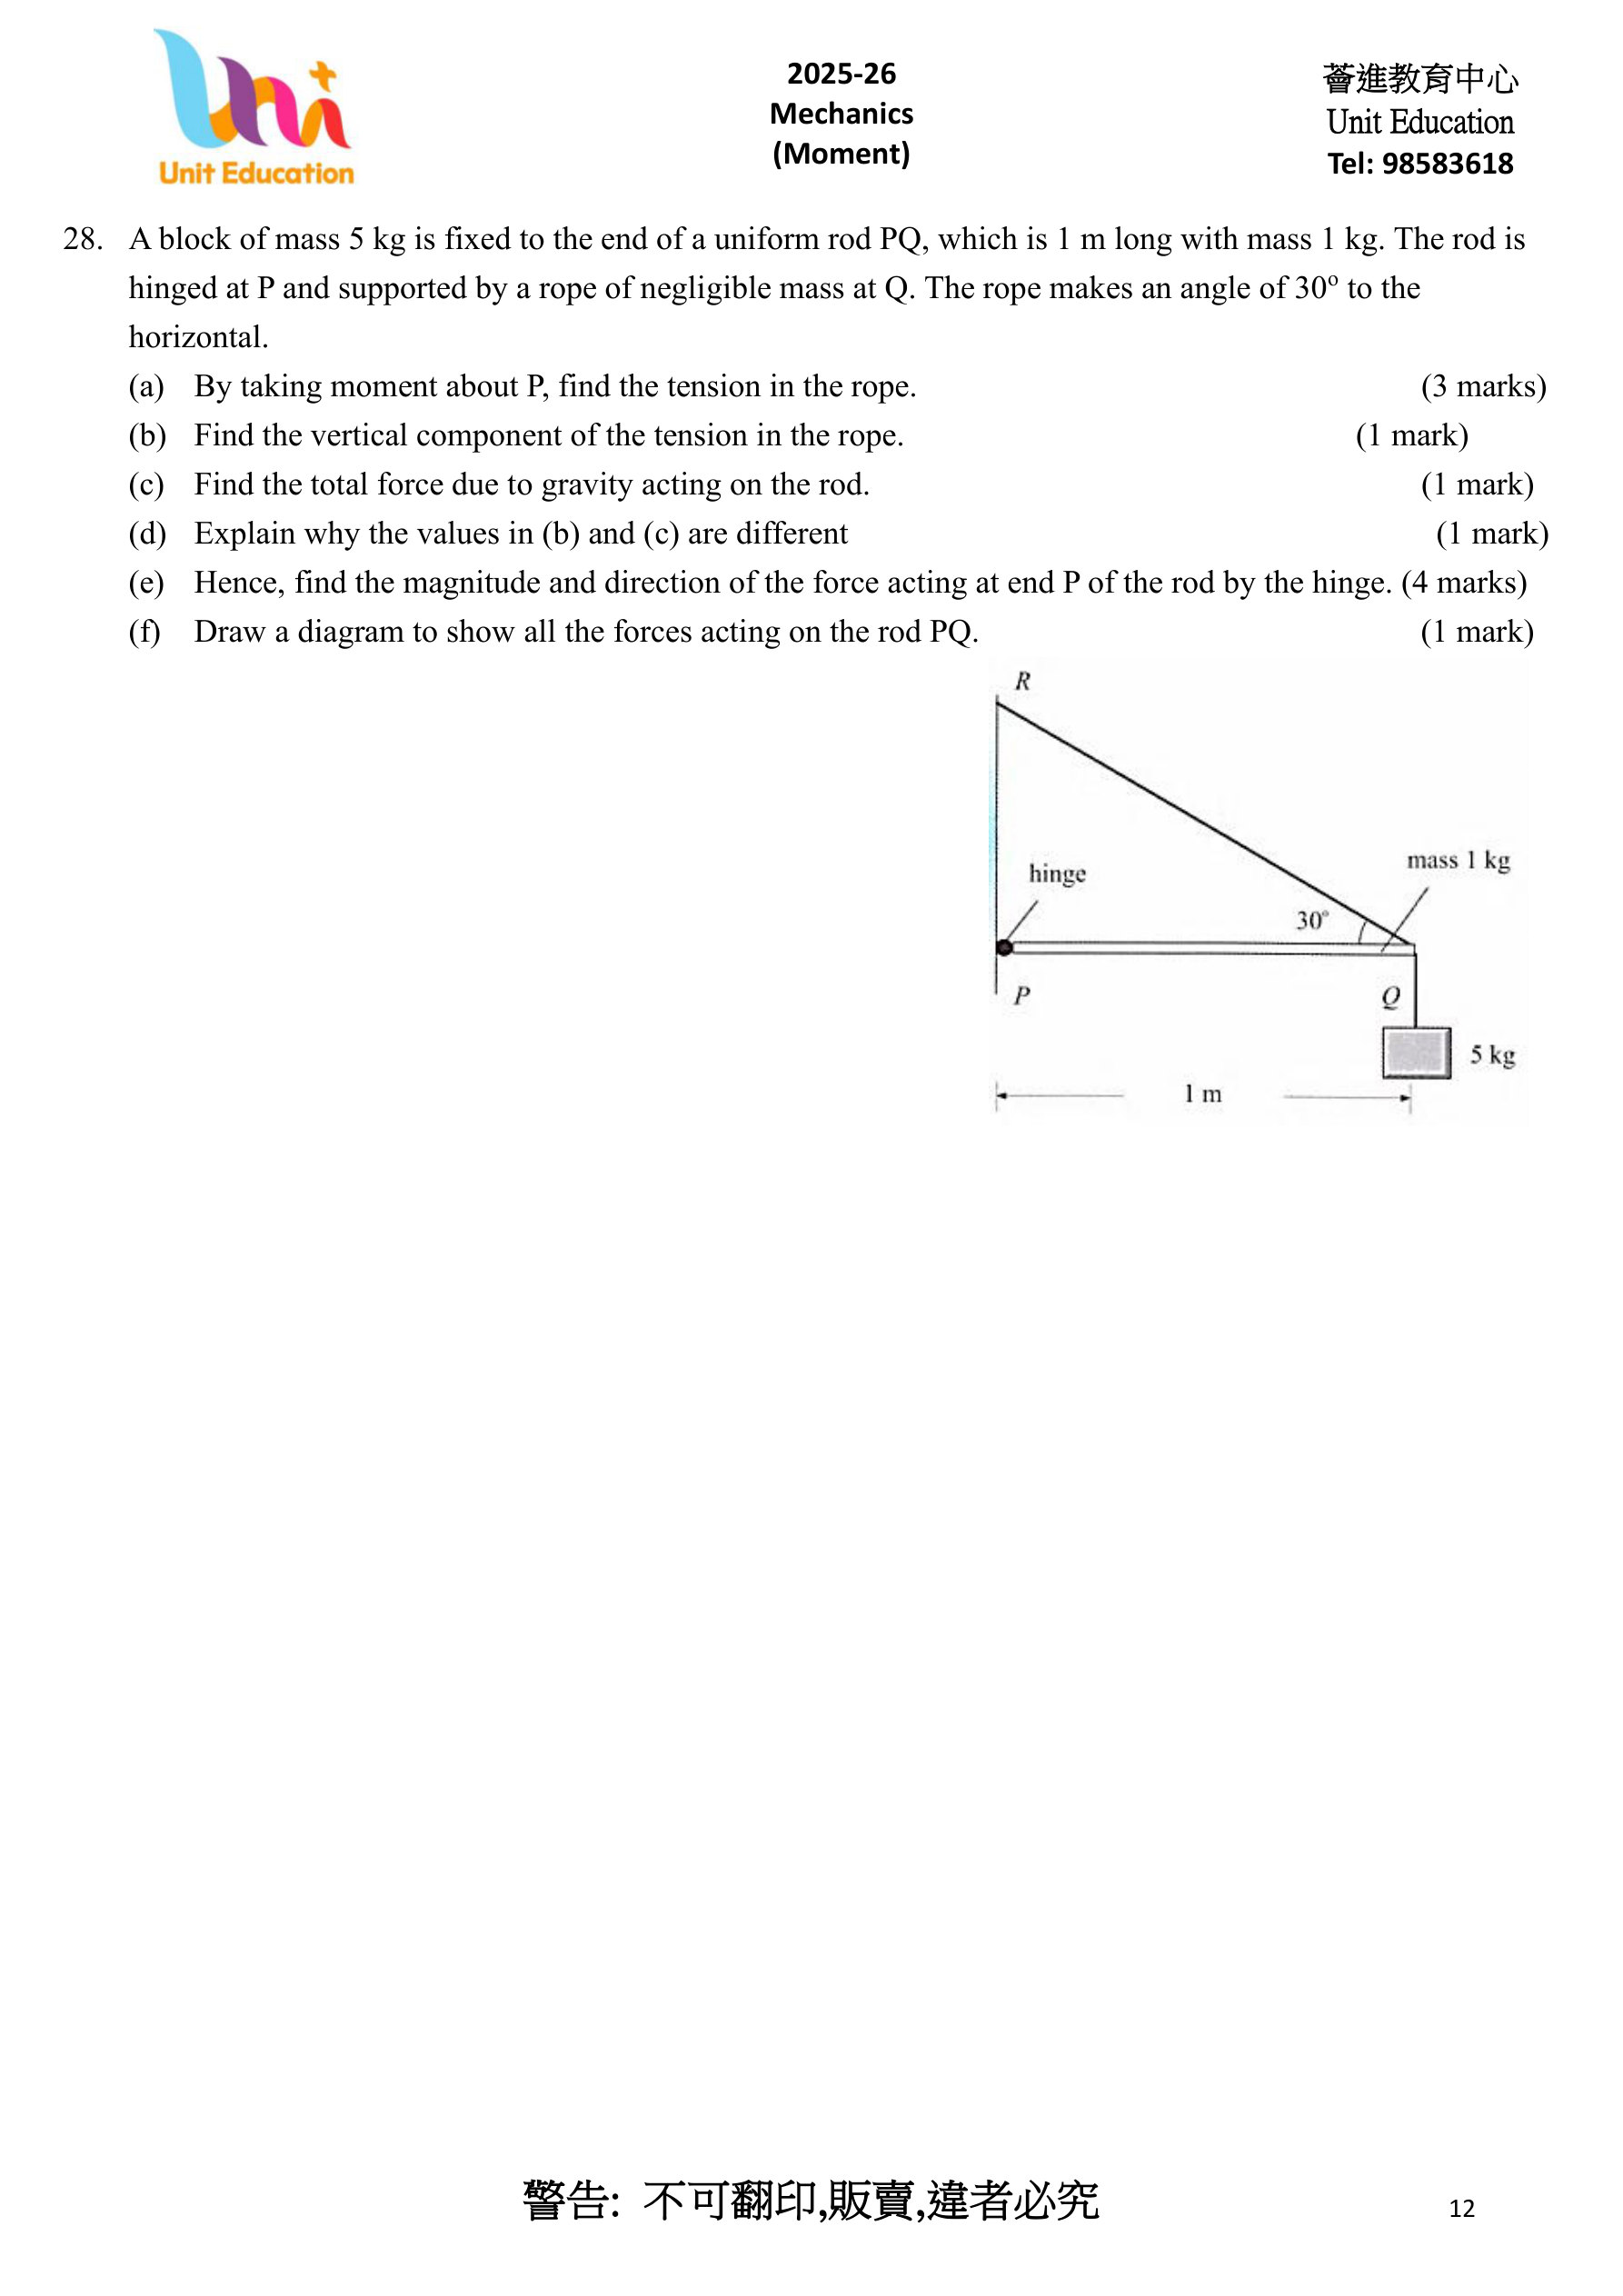 Unit Education
2025-26
Mechanics
(Moment)
薈進教育中心
Unit Education
Tel: 98583618
28. A block of mass 5 kg is fixed to the end of a uniform rod PQ, which is 1 m long with mass 1 kg. The rod is
hinged at P and supported by a rope of negligible mass at Q. The rope makes an angle of 30º to the
horizontal.
(a) By taking moment about P, find the tension in the rope. (3 marks)
(b) Find the vertical component of the tension in the rope. (1 mark)
(c) Find the total force due to gravity acting on the rod. (1 mark)
(d) Explain why the values in (b) and (c) are different (1 mark)
(e) Hence, find the magnitude and direction of the force acting at end P of the rod by the hinge. (4 marks)
(f) Draw a diagram to show all the forces acting on the rod PQ. (1 mark)
R
mass 1 kg
hinge
30°
P
Q
5 kg
1 m
警告: 不可翻印,販賣,違者必究
12